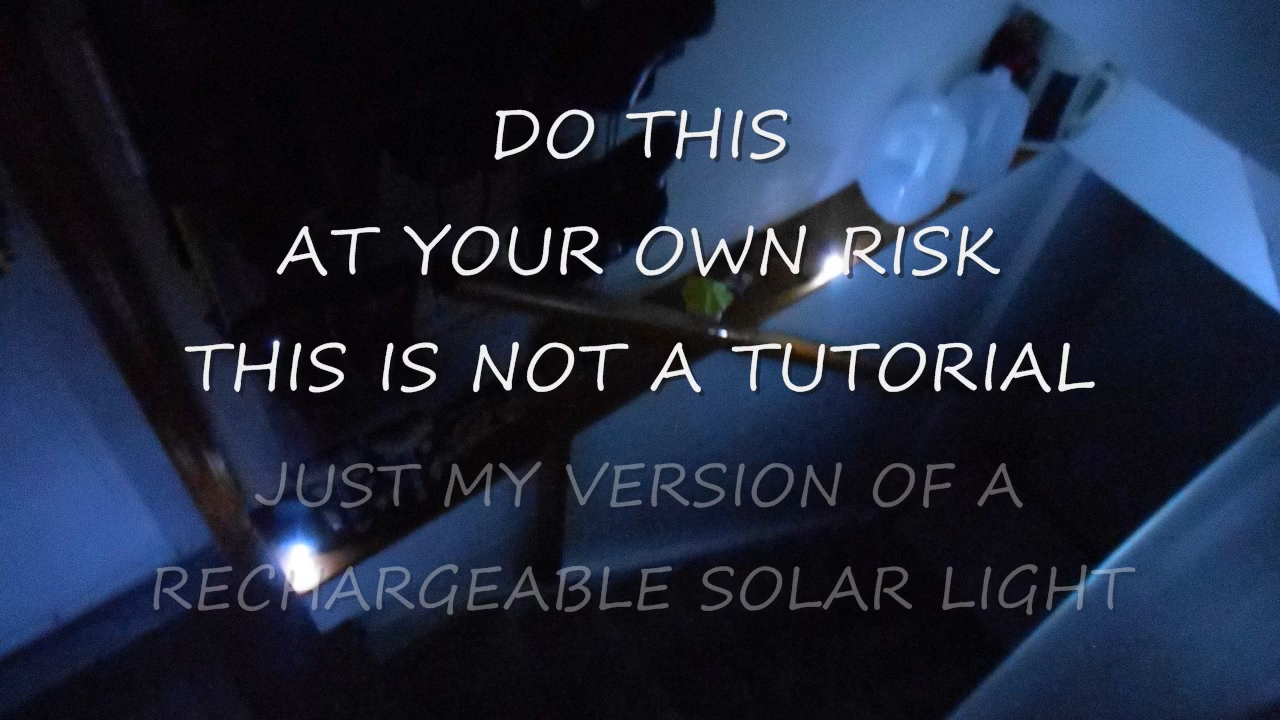 DO THIS
AT YOUR OWN RISK
THIS IS NOT A TUTORIAL
JUST MY VERSION OF A
RECHARGEABLE SOLAR LIGHT